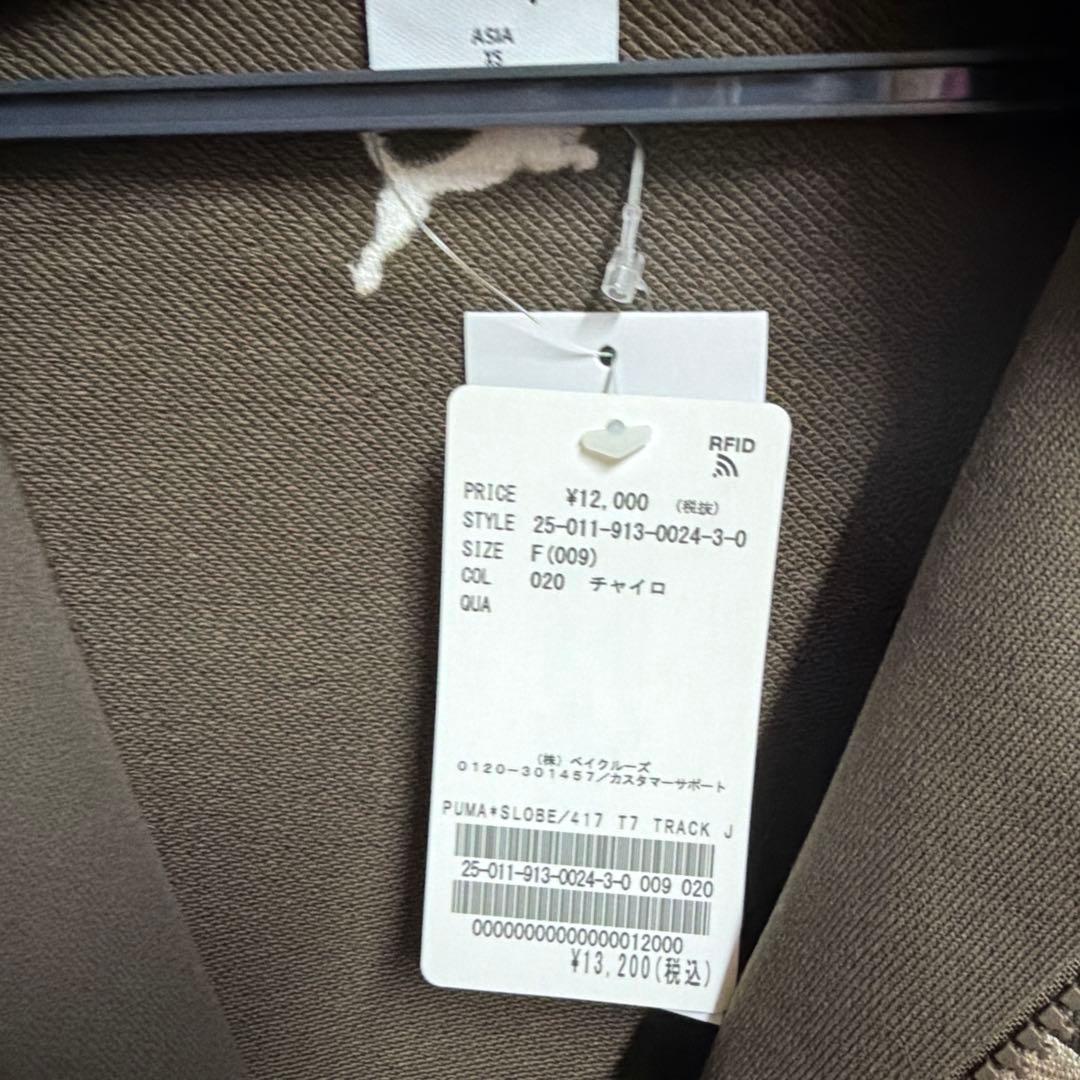 ASIA
RFID
PRICE ¥12,000 (税抜)
STYLE 25-011-913-0024-3-0
SIZE F(009)
COL 020 チャイロ
QUA
(株) ベイクルーズ
0120-301457/カスタマーサポート
PUMA*SLOBE/417 T7 TRACK J
25-011-913-0024-3-0 009 020
00000000000000012000
¥13,200(税込)